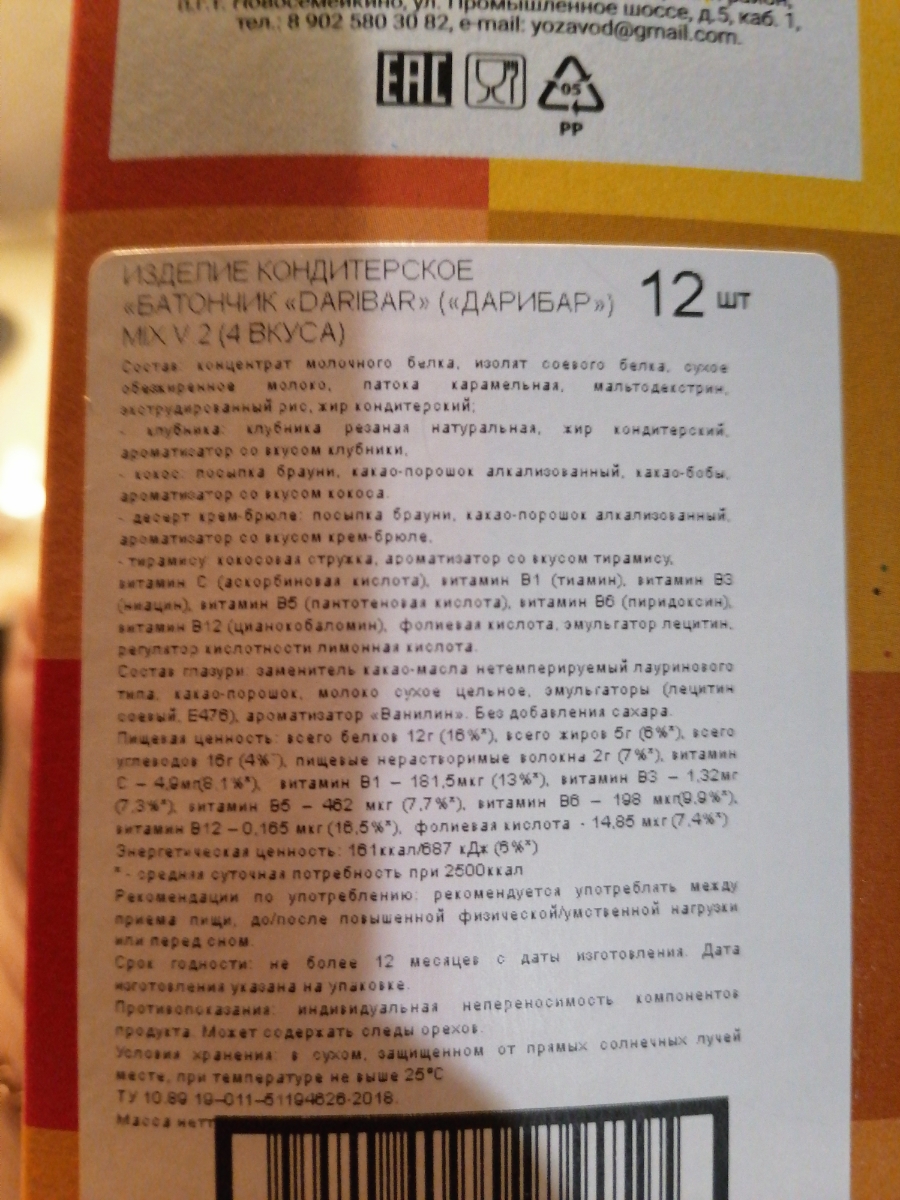 п.г.т. Новосемейкино, ул. Промышленное шоссе, д.5, каб. 1,
тел.: 8 902 580 30 82, e-mail: yozavod@gmail.com.
EAC
05
PP
ИЗДЕЛИЕ КОНДИТЕРСКОЕ
«БАТОНЧИК «DARIBAR» («ДАРИБАР»)
MIX V 2 (4 ВКУСА)
12 шт
Состав: концентрат молочного белка, изолят соевого белка, сухое
обезжиренное молоко, патока карамельная, мальтодекстрин,
экструдированный рис, жир кондитерский;
- клубника: клубника резаная натуральная, жир кондитерский,
ароматизатор со вкусом клубники,
- кокос: посыпка брауни, какао-порошок алкализованный, какао-бобы,
ароматизатор со вкусом кокоса.
- десерт крем-брюле: посыпка брауни, какао-порошок алкализованный,
ароматизатор со вкусом крем-брюле,
- тирамису: кокосовая стружка, ароматизатор со вкусом тирамису,
витамин С (аскорбиновая кислота), витамин В1 (тиамин), витамин В3
(ниацин), витамин В5 (пантотеновая кислота), витамин В6 (пиридоксин),
витамин В12 (цианокобаломин), фолиевая кислота, эмульгатор лецитин,
регулятор кислотности лимонная кислота.
Состав глазури: заменитель какао-масла нетемперируемый лауринового
типа, какао-порошок, молоко сухое цельное, эмульгаторы (лецитин
соевый, Е476), ароматизатор «Ванилин». Без добавления сахара.
Пищевая ценность: всего белков 12г (16%*), всего жиров 5г (6%*), всего
углеводов 16г (4%*), пищевые нерастворимые волокна 2г (7%*), витамин
С – 4,9мг(8.1%*), витамин В1 – 181,5мкг (13%*), витамин В3 – 1,32мг
(7,3%*), витамин В5 – 462 мкг (7,7%*), витамин В6 – 198 мкг(9,9%*),
витамин В12 – 0,165 мкг (16,5%*), фолиевая кислота - 14,85 мкг (7,4%*)
Энергетическая ценность: 161ккал/687 кДж (6%*)
* - средняя суточная потребность при 2500ккал
Рекомендации по употреблению: рекомендуется употреблять между
приема пищи, до/после повышенной физической/умственной нагрузки
или перед сном.
Срок годности: не более 12 месяцев с даты изготовления. Дата
изготовления указана на упаковке.
Противопоказания: индивидуальная непереносимость компонентов
продукта. Может содержать следы орехов.
Условия хранения: в сухом, защищенном от прямых солнечных лучей
месте, при температуре не выше 25°С
ТУ 10.89 19–011–51194626-2018.
Масса нетт